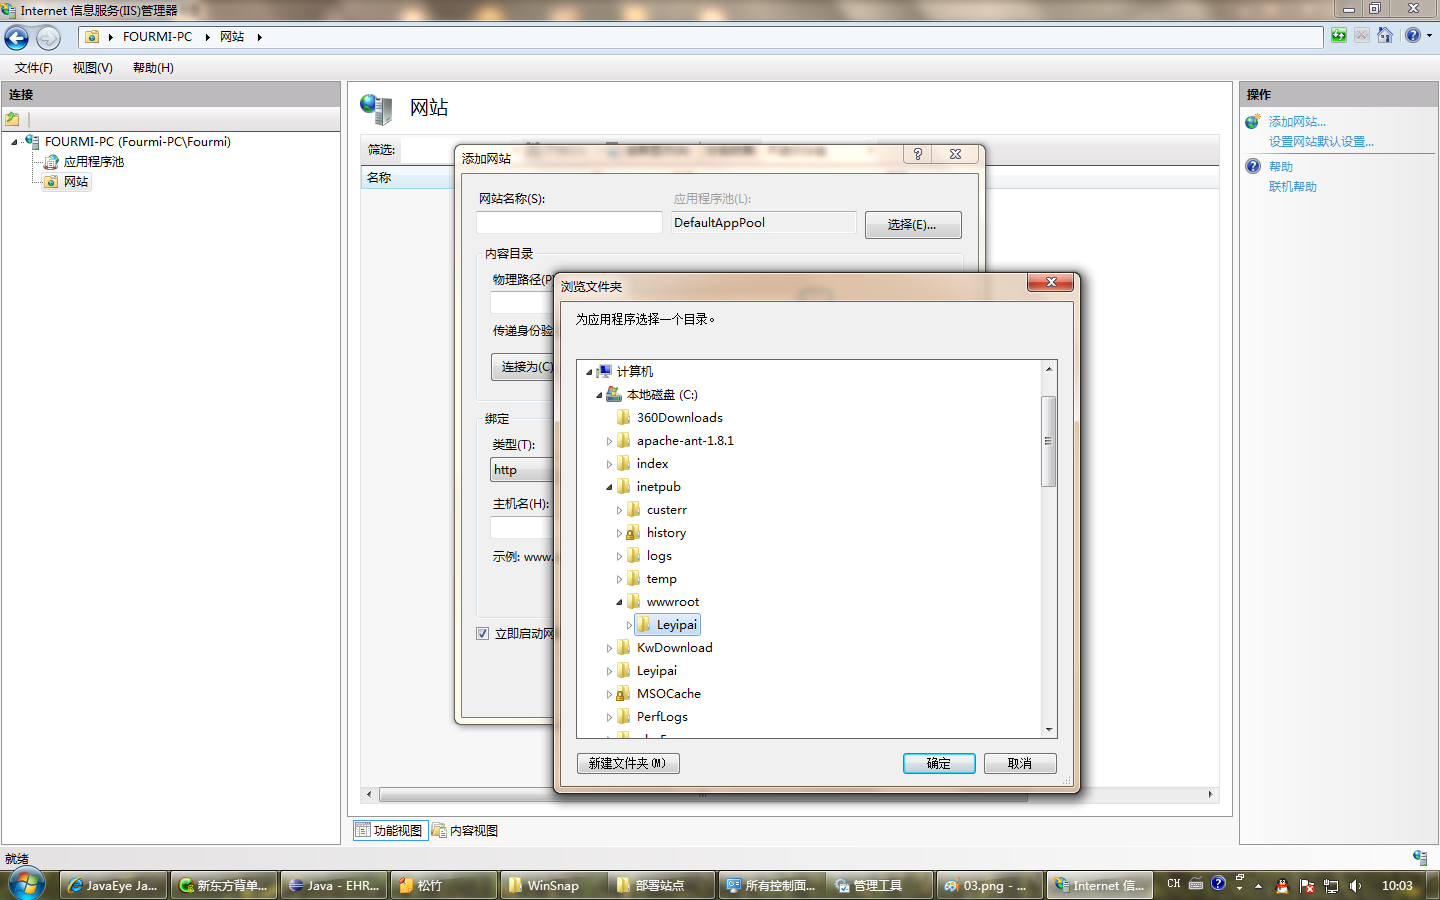 Internet 信息服务(IIS)管理器
FOURMI-PC 网站
文件(F) 视图(V) 帮助(H)
连接
FOURMI-PC (Fourmi-PC\Fourmi)
应用程序池
网站
网站
筛选:
名称
添加网站
网站名称(S):
应用程序池(L):
DefaultAppPool
选择(E)...
内容目录
物理路径(P
传递身份验
连接为(C)
绑定
类型(T):
http
主机名(H):
示例: www.
立即启动网
浏览文件夹
为应用程序选择一个目录。
计算机
本地磁盘 (C:)
360Downloads
apache-ant-1.8.1
index
inetpub
custerr
history
logs
temp
wwwroot
Leyipai
KwDownload
Leyipai
MSOCache
PerfLogs
新建文件夹(M)
确定
取消
功能视图
内容视图
操作
添加网站...
设置网站默认设置...
帮助
联机帮助
就绪
JavaEye Ja...
新东方背单...
Java - EHR...
松竹
WinSnap
部署站点
所有控制面...
管理工具
03.png - ...
Internet 信...
CH
10:03